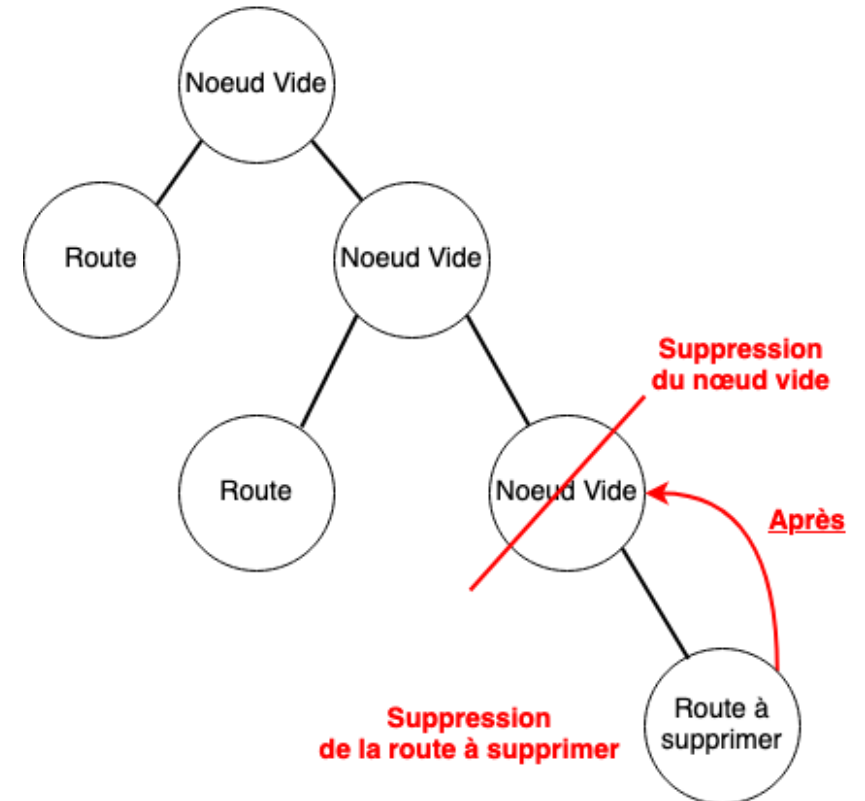 Noeud Vide
Route
Noeud Vide
Suppression
du nœud vide
Route
Noeud Vide
Après
Suppression
de la route à supprimer
Route à
supprimer